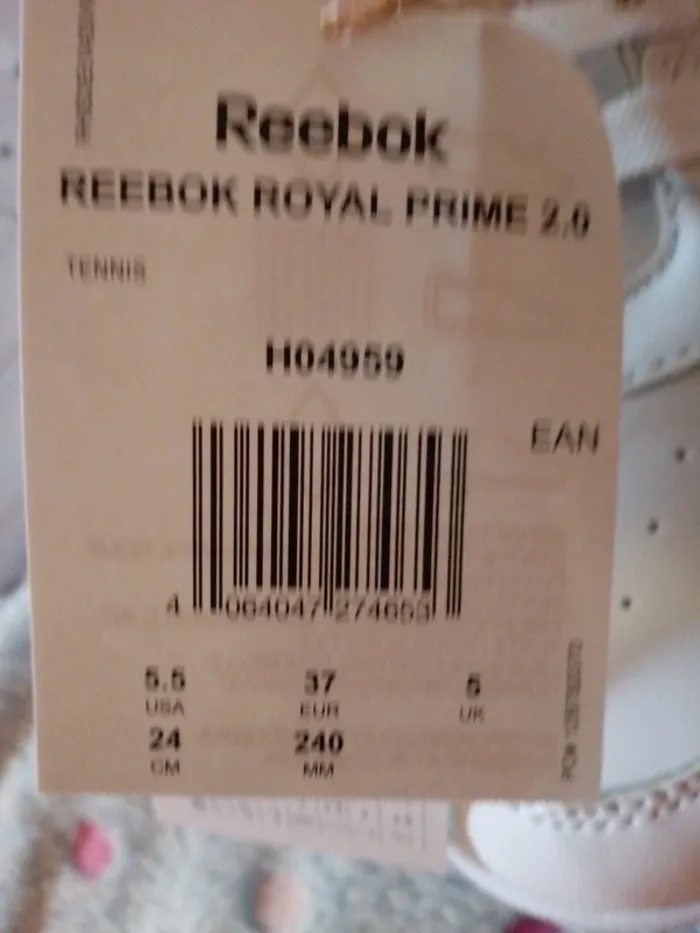 Reebok
REEBOK ROYAL PRIME 2.0
TENNIS
H04959
EAN
4 064047 274653
5.5 37 5
USA EUR UK
24 240
CM MM